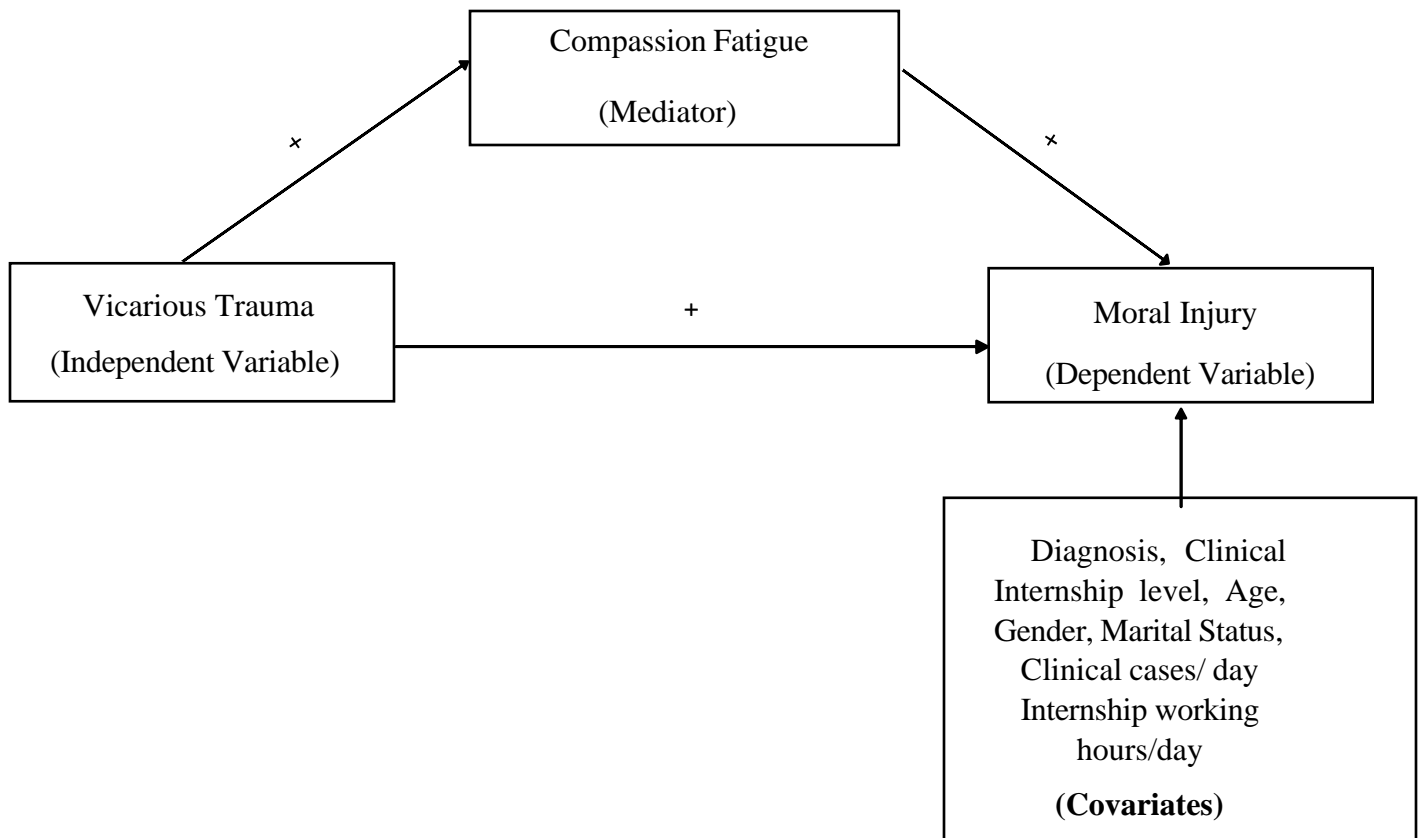 Compassion Fatigue
(Mediator)
+
+
Vicarious Trauma
(Independent Variable)
+
Moral Injury
(Dependent Variable)
Diagnosis, Clinical
Internship level, Age,
Gender, Marital Status,
Clinical cases/ day
Internship working
hours/day
(Covariates)